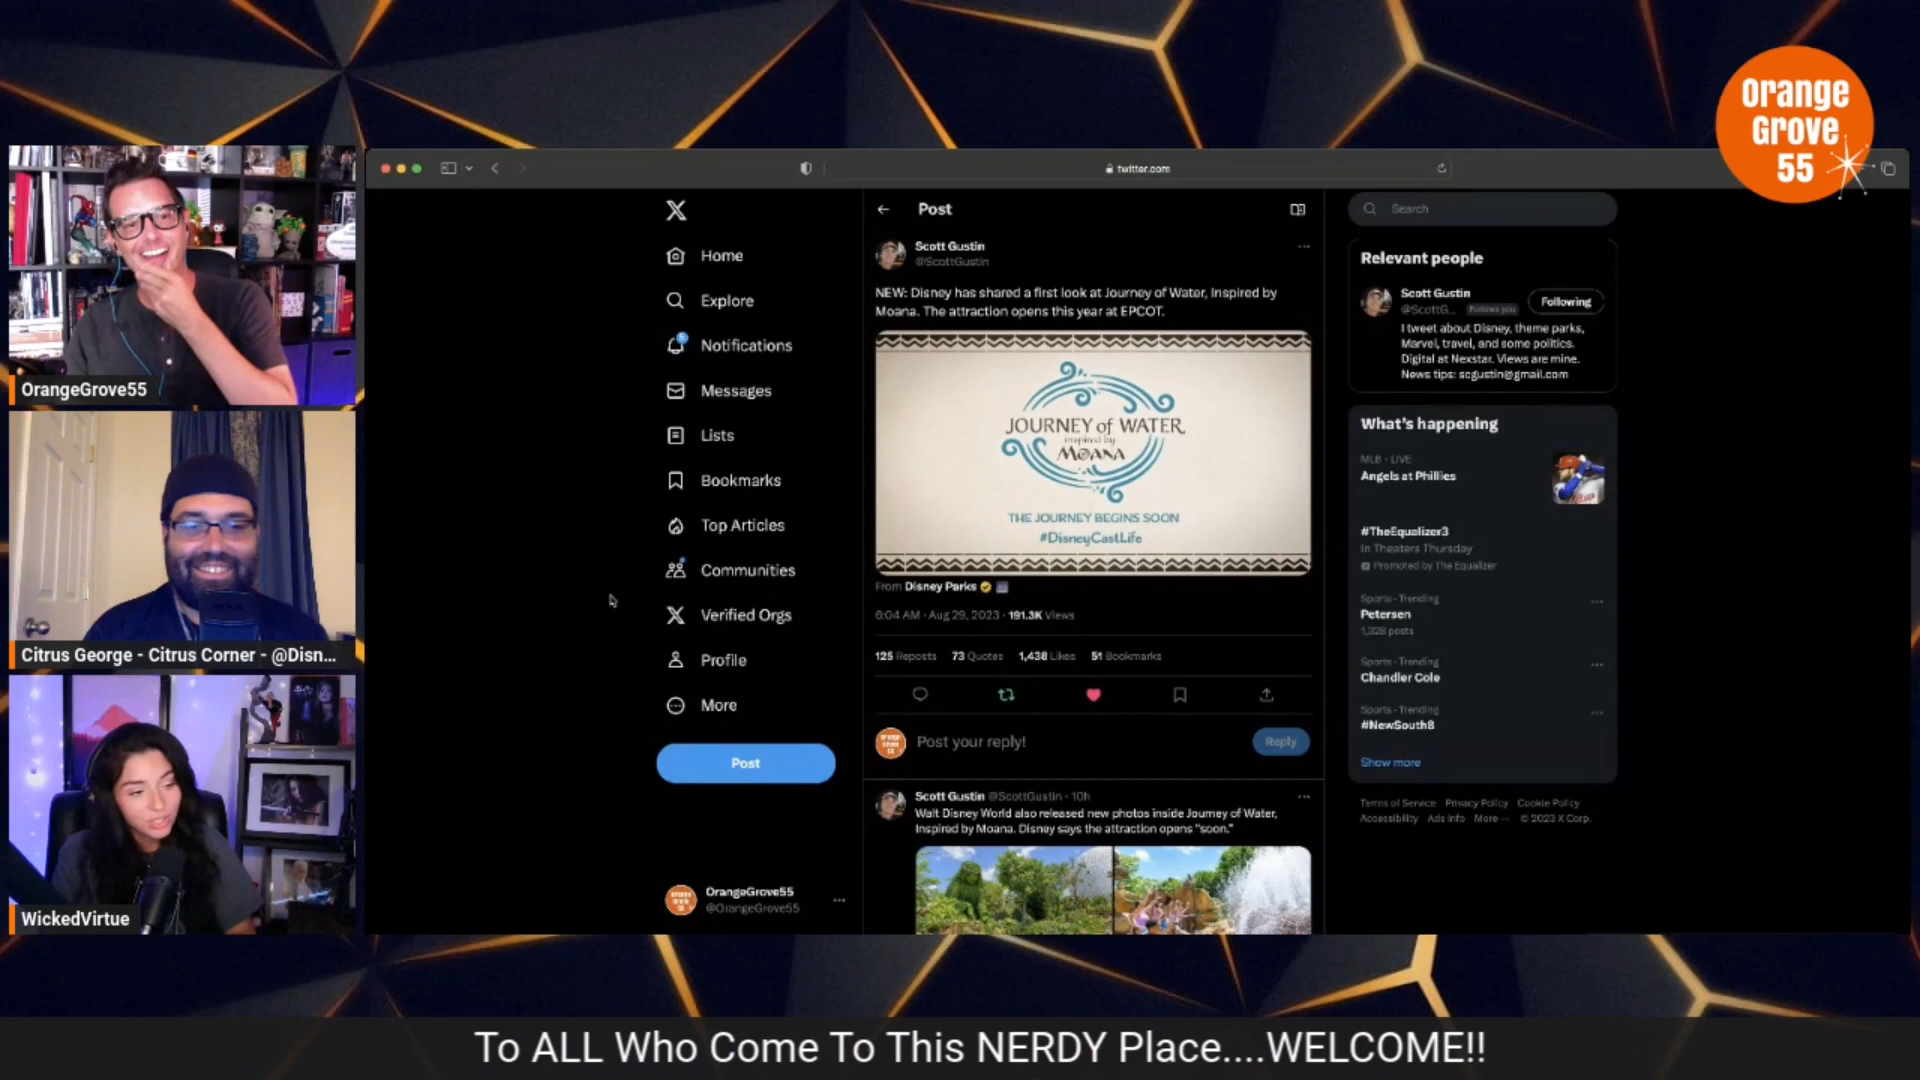 Orange
Grove
55
twitter.com
OrangeGrove55
Citrus George - Citrus Corner - @Disn...
WickedVirtue
Home
Explore
Notifications
Messages
Lists
Bookmarks
Top Articles
Communities
Verified Orgs
Profile
More
Post
OrangeGrove55
@OrangeGrove55
Post
Scott Gustin
@ScottGustin
NEW: Disney has shared a first look at Journey of Water, Inspired by
Moana. The attraction opens this year at EPCOT.
JOURNEY of WATER
inspired by
MOANA
THE JOURNEY BEGINS SOON
#DisneyCastLife
From Disney Parks
6:04 AM · Aug 29, 2023 · 191.3K Views
125 Reposts 73 Quotes 1,438 Likes 51 Bookmarks
Post your reply!
Reply
Scott Gustin @ScottGustin · 10h
Walt Disney World also released new photos inside Journey of Water,
Inspired by Moana. Disney says the attraction opens "soon."
Search
Relevant people
Scott Gustin
@ScottG... Follows you
Following
I tweet about Disney, theme parks,
Marvel, travel, and some politics.
Digital at Nexstar. Views are mine.
News tips: scgustin@gmail.com
What's happening
MLB · LIVE
Angels at Phillies
#TheEqualizer3
In Theaters Thursday
Promoted by The Equalizer
Sports · Trending
Petersen
1,328 posts
Sports · Trending
Chandler Cole
Sports · Trending
#NewSouth8
Show more
Terms of Service Privacy Policy Cookie Policy
Accessibility Ads info More ··· © 2023 X Corp.
To ALL Who Come To This NERDY Place....WELCOME!!